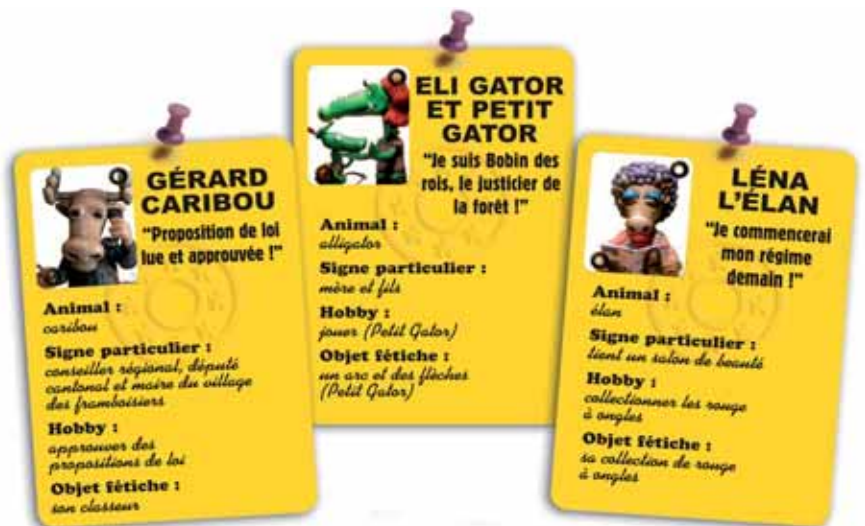 GÉRARD
CARIBOU
"Proposition de loi
lue et approuvée !"
Animal :
caribou
Signe particulier :
conseiller régional, député
cantonal et maire du village
des framboisiers
Hobby :
approuver des
propositions de loi
Objet fétiche :
son classeur
ELI GATOR
ET PETIT
GATOR
"Je suis Bobin des
rois, le justicier de
la forêt !"
Animal :
alligator
Signe particulier :
mère et fils
Hobby :
jouer (Petit Gator)
Objet fétiche :
un arc et des flèches
(Petit Gator)
LÉNA
L'ÉLAN
"Je commencerai
mon régime
demain !"
Animal :
élan
Signe particulier :
tient un salon de beauté
Hobby :
collectionner les rouge
à ongles
Objet fétiche :
sa collection de rouge
à ongles